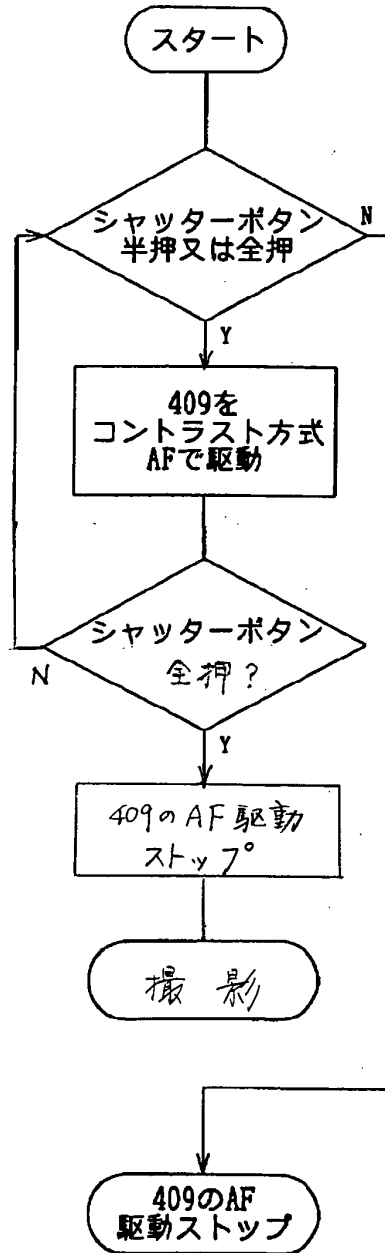 スタート
シャッターボタン
半押又は全押
N
Y
409を
コントラスト方式
AFで駆動
シャッターボタン
全押?
N
Y
409のAF駆動
ストップ
撮影
409のAF
駆動ストップ